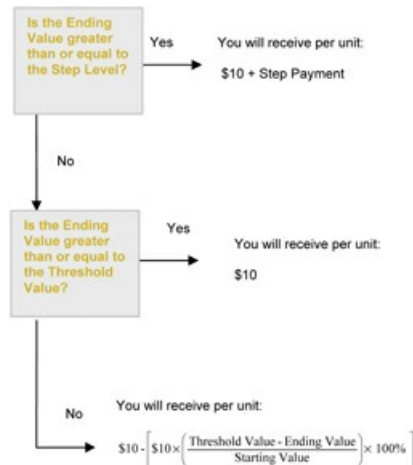 Is the Ending
Value greater
than or equal to
the Step Level?
Yes
You will receive per unit:
$10 + Step Payment
No
Is the Ending
Value greater
than or equal to
the Threshold
Value?
Yes
You will receive per unit:
$10
No
You will receive per unit:
$10 - [$10 × (Threshold Value - Ending Value / Starting Value) × 100%]